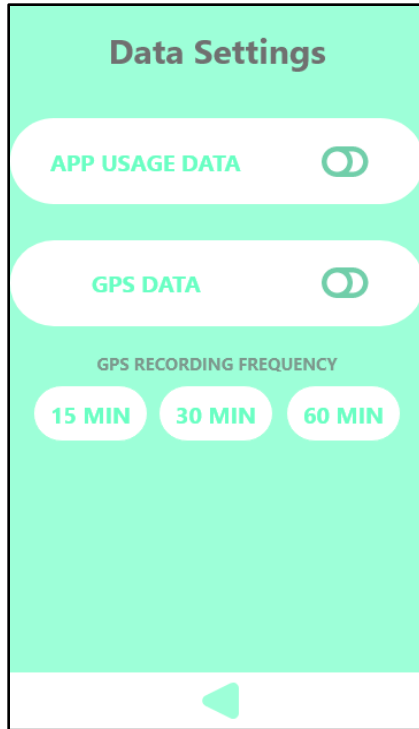 Data Settings
APP USAGE DATA
GPS DATA
GPS RECORDING FREQUENCY
15 MIN 30 MIN 60 MIN